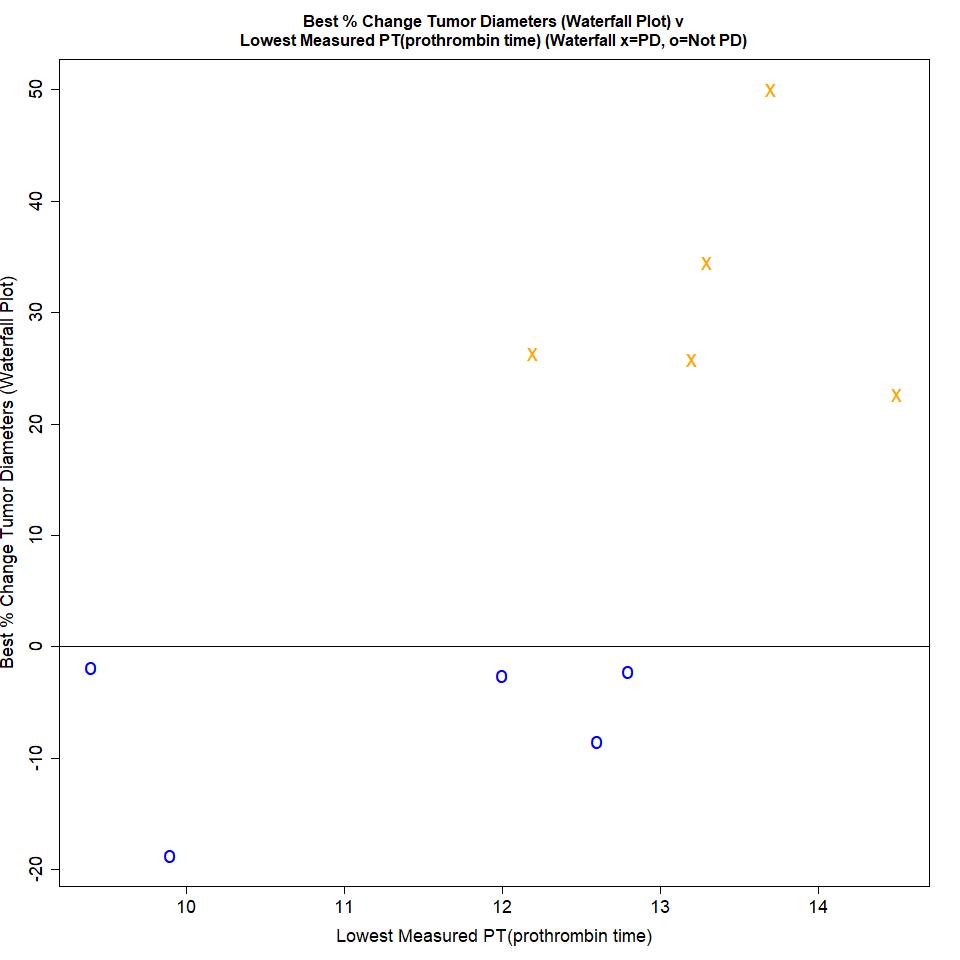 Best % Change Tumor Diameters (Waterfall Plot) v
Lowest Measured PT(prothrombin time) (Waterfall x=PD, o=Not PD)
Best % Change Tumor Diameters (Waterfall Plot)
50
40
30
20
10
0
-10
-20
x
x
x
x
x
o
o
o
o
o
10 11 12 13 14
Lowest Measured PT(prothrombin time)